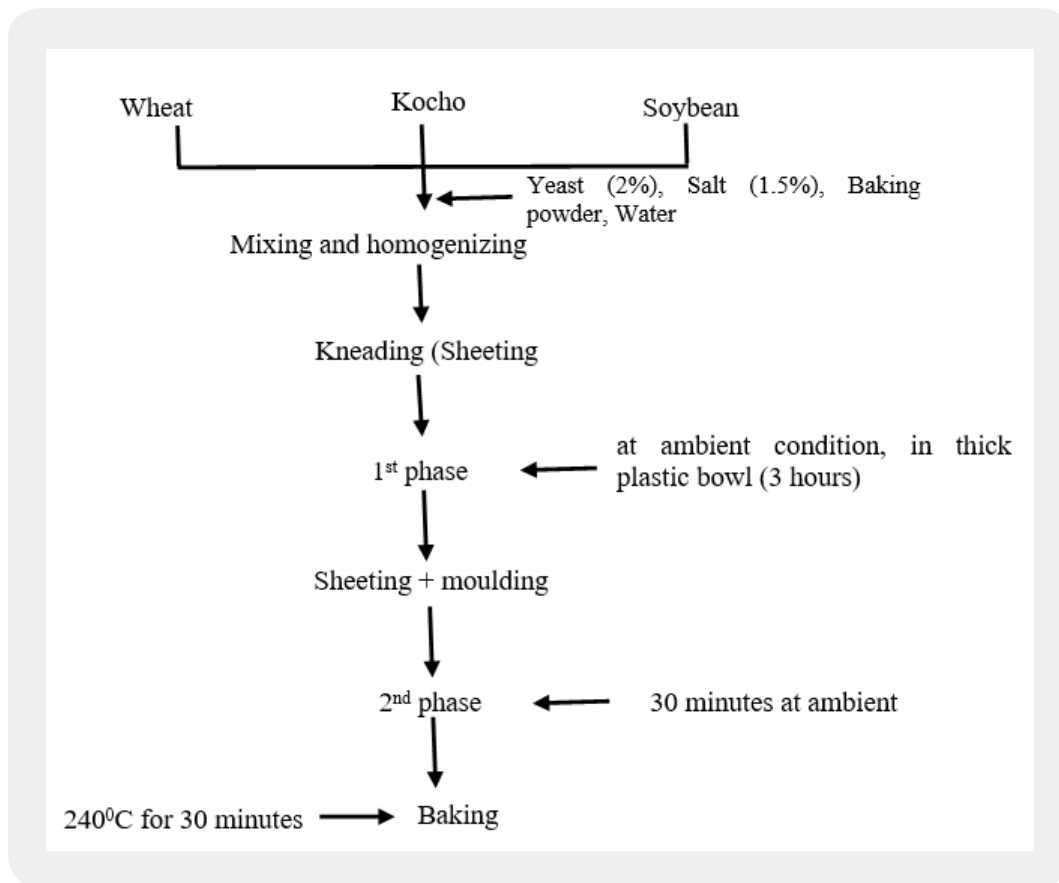 Wheat
Kocho
Soybean
Yeast (2%), Salt (1.5%), Baking
powder, Water
Mixing and homogenizing
Kneading (Sheeting
at ambient condition, in thick
plastic bowl (3 hours)
1st phase
Sheeting + moulding
2nd phase
30 minutes at ambient
240⁰C for 30 minutes
Baking